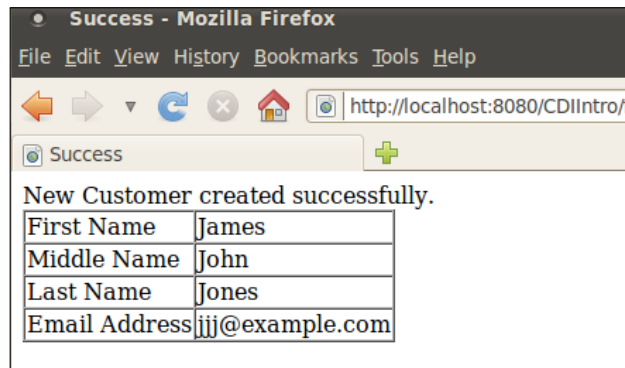 Success - Mozilla Firefox
File Edit View History Bookmarks Tools Help
http://localhost:8080/CDIIntro/
Success
New Customer created successfully.
First Name James
Middle Name John
Last Name Jones
Email Address jjj@example.com